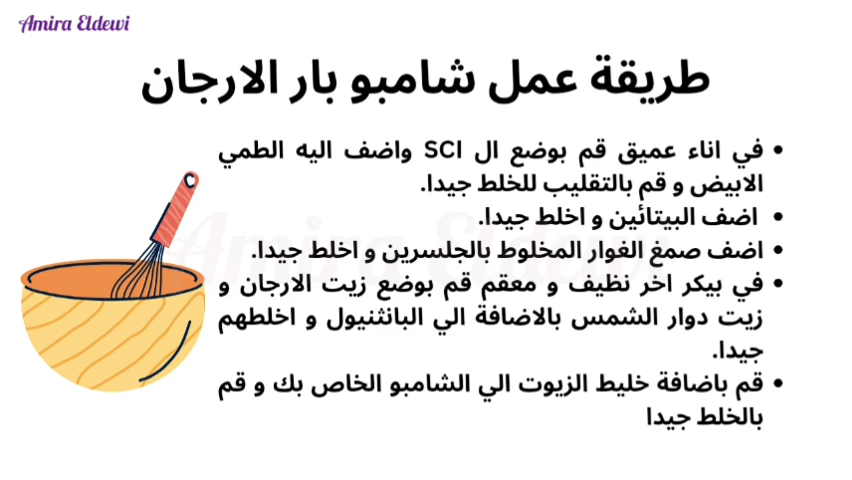 Amira Eldewi
طريقة عمل شامبو بار الارجان
• في اناء عميق قم بوضع ال SCI واضف اليه الطمي
الابيض و قم بالتقليب للخلط جيدا.
• اضف البيتائين و اخلط جيدا.
• اضف صمغ الغوار المخلوط بالجلسرين و اخلط جيدا.
• في بيكر اخر نظيف و معقم قم بوضع زيت الارجان و
زيت دوار الشمس بالاضافة الي البانثنيول و اخلطهم
جيدا.
• قم باضافة خليط الزيوت الي الشامبو الخاص بك و قم
بالخلط جيدا
Amira Eldewi